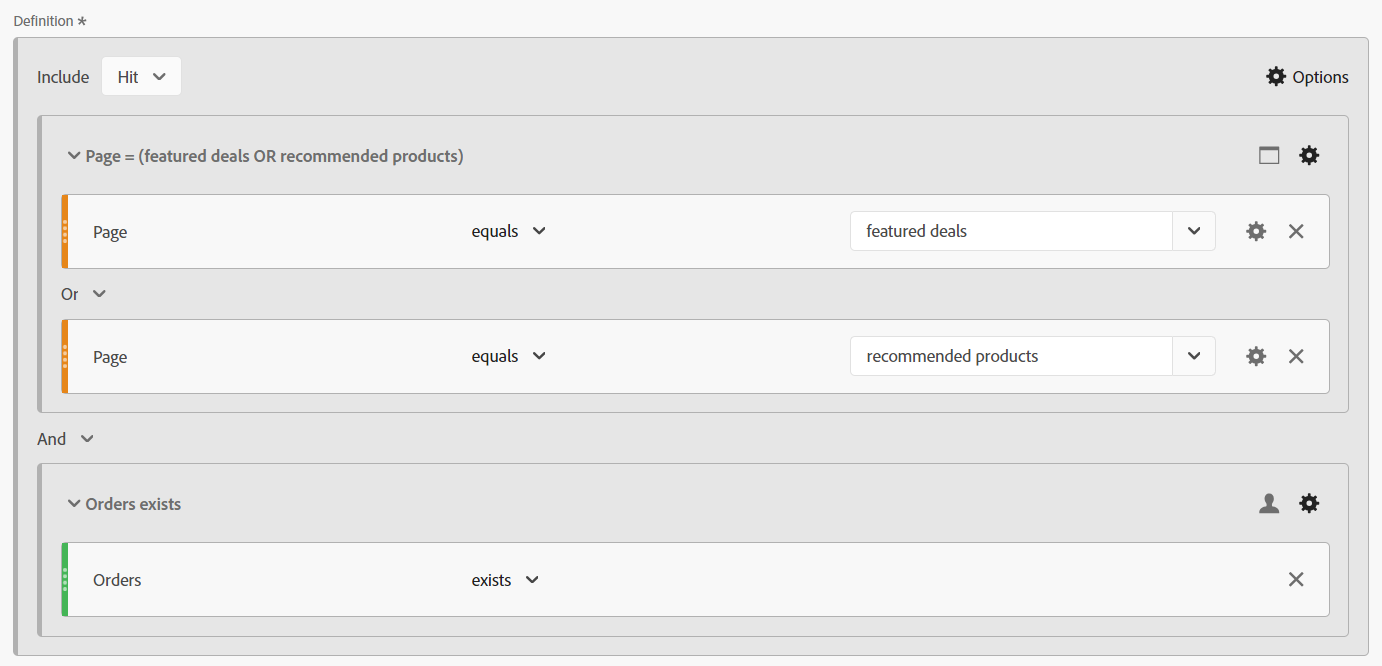 Definition *
Include Hit Options
Page = (featured deals OR recommended products)
Page equals featured deals
Or
Page equals recommended products
And
Orders exists
Orders exists